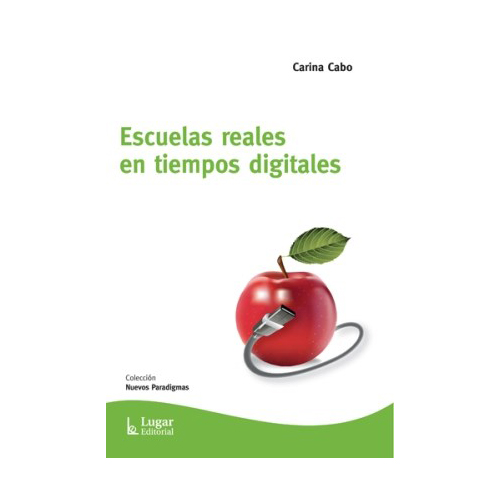 Carina Cabo
Escuelas reales
en tiempos digitales
Colección
Nuevos Paradigmas
Lugar
Editorial